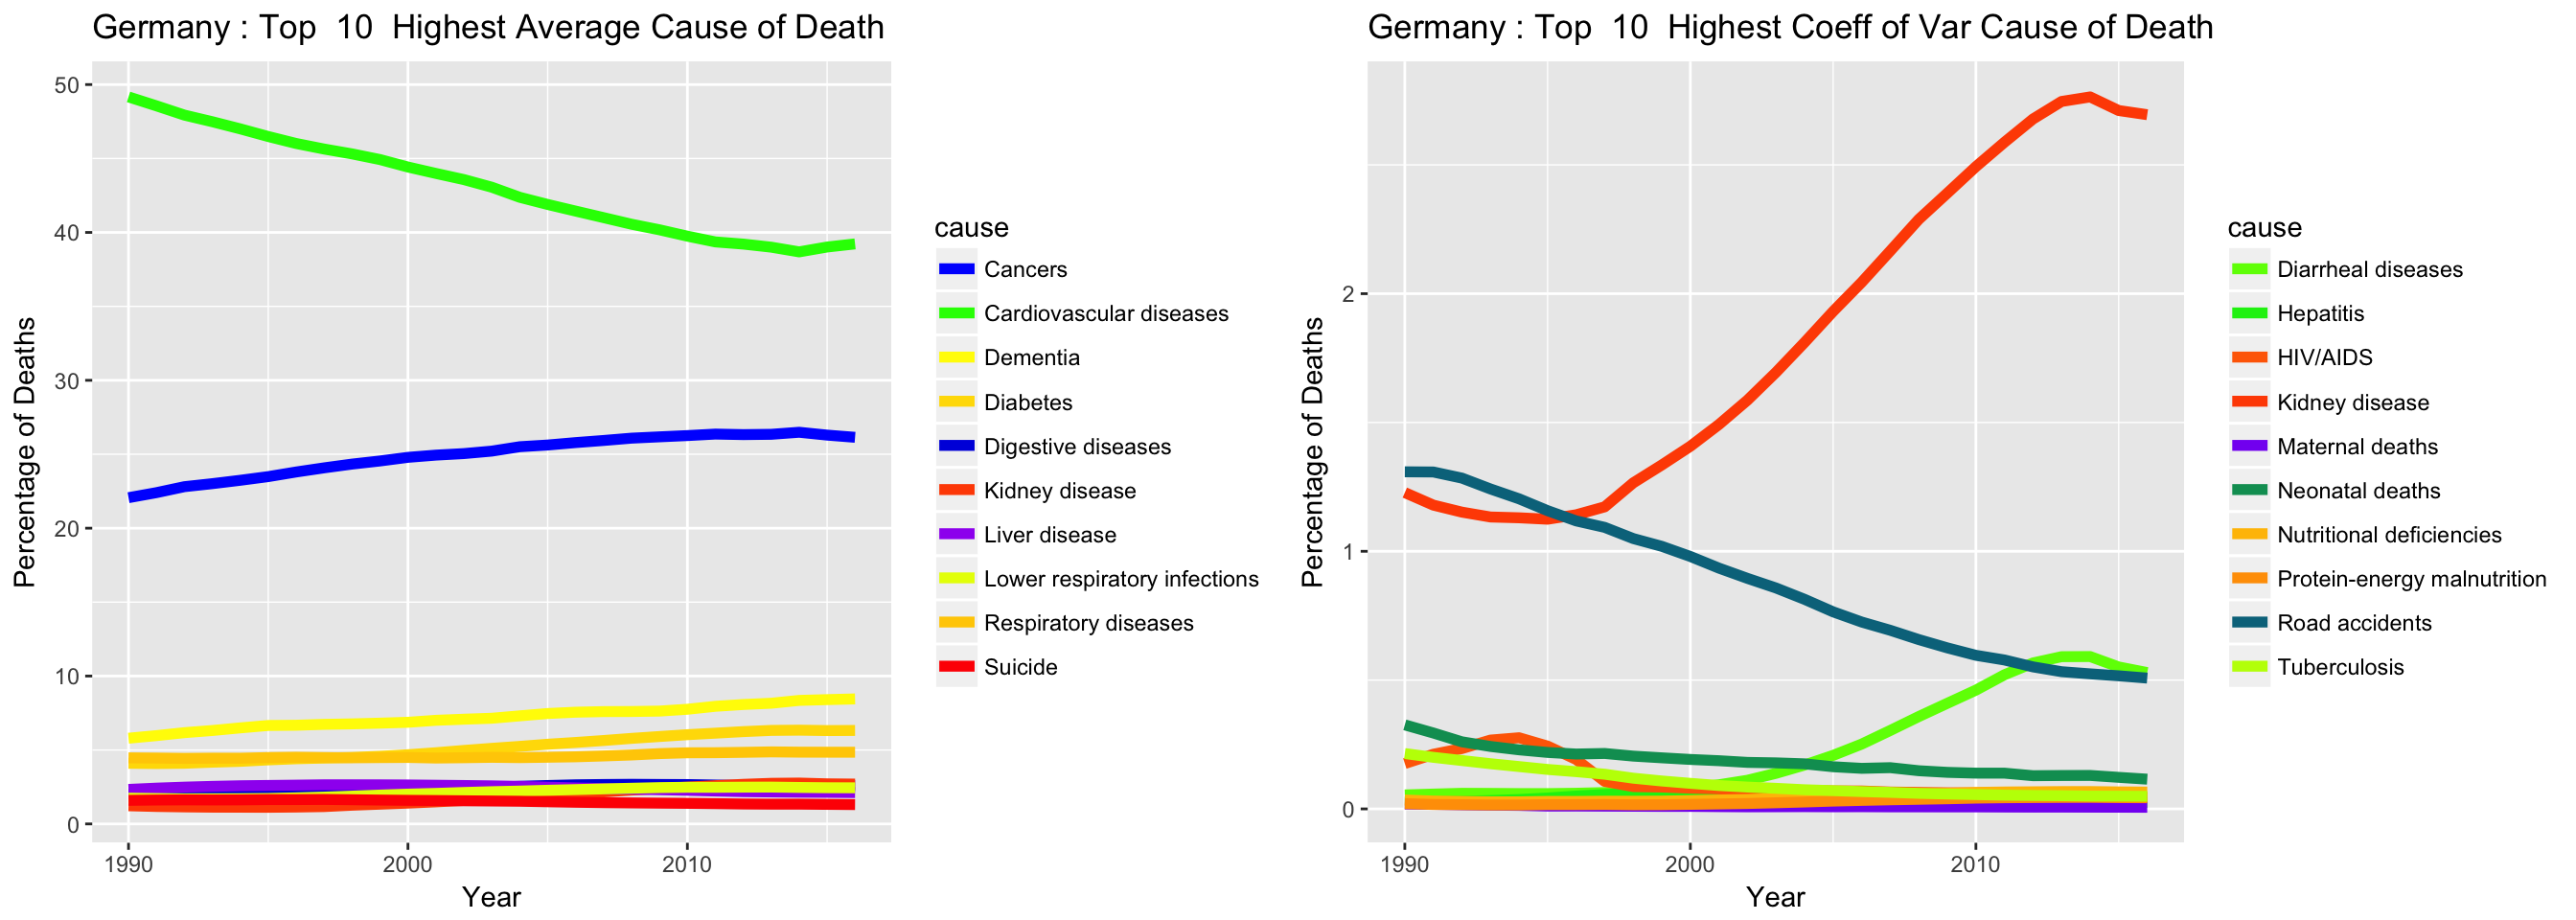 Germany : Top  10  Highest Average Cause of Death
50
40
30
20
10
0
Percentage of Deaths
1990
2000
2010
Year
cause
Cancers
Cardiovascular diseases
Dementia
Diabetes
Digestive diseases
Kidney disease
Liver disease
Lower respiratory infections
Respiratory diseases
Suicide
Germany : Top  10  Highest Coeff of Var Cause of Death
2
1
0
Percentage of Deaths
1990
2000
2010
Year
cause
Diarrheal diseases
Hepatitis
HIV/AIDS
Kidney disease
Maternal deaths
Neonatal deaths
Nutritional deficiencies
Protein-energy malnutrition
Road accidents
Tuberculosis